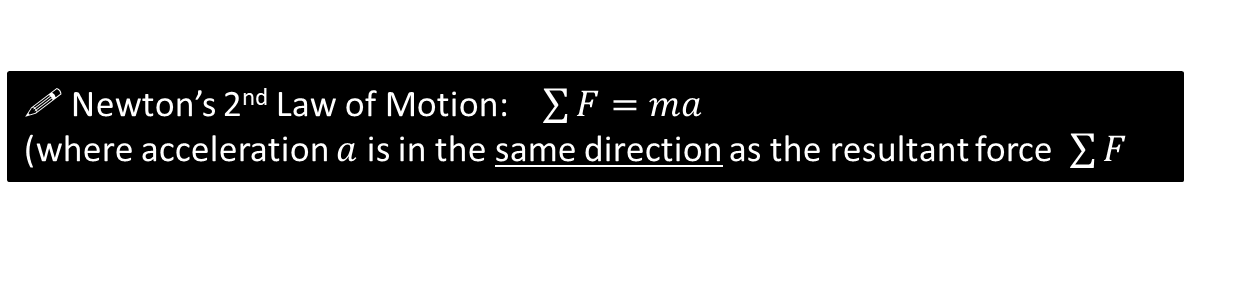 Newton’s 2nd Law of Motion: ∑ F = ma
(where acceleration a is in the same direction as the resultant force ∑ F